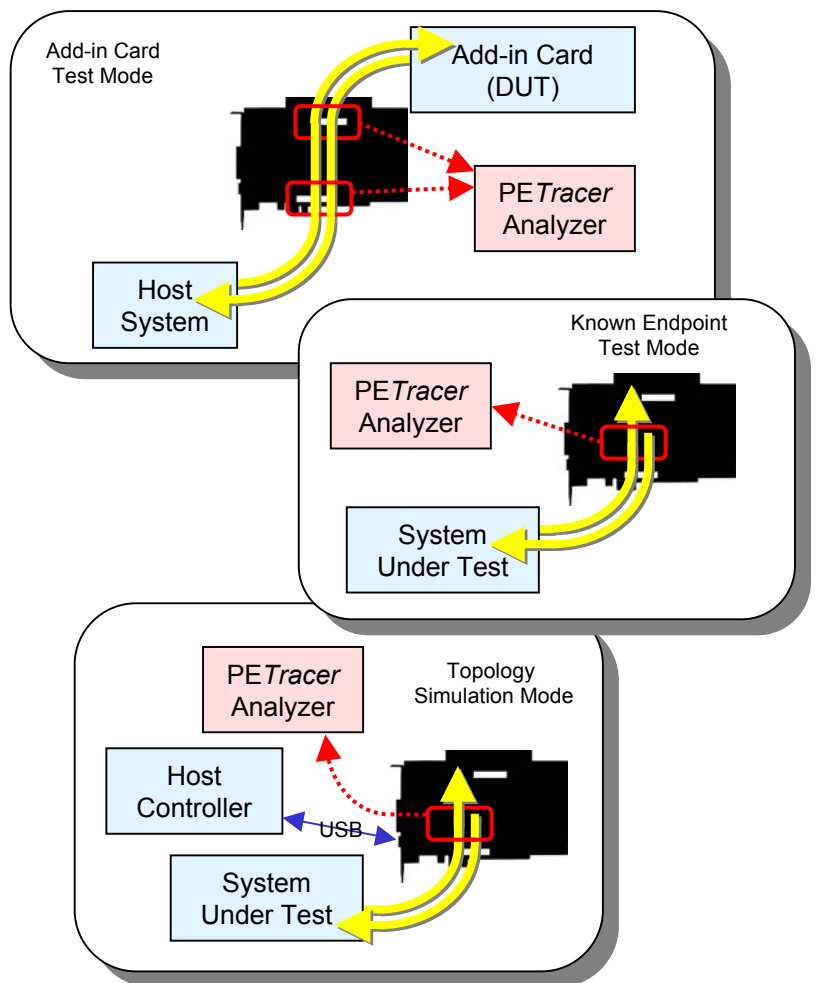 Add-in Card
Test Mode
Add-in Card
(DUT)
PETracer
Analyzer
Host
System
Known Endpoint
Test Mode
PETracer
Analyzer
System
Under Test
PETracer
Analyzer
Topology
Simulation Mode
Host
Controller
USB
System
Under Test